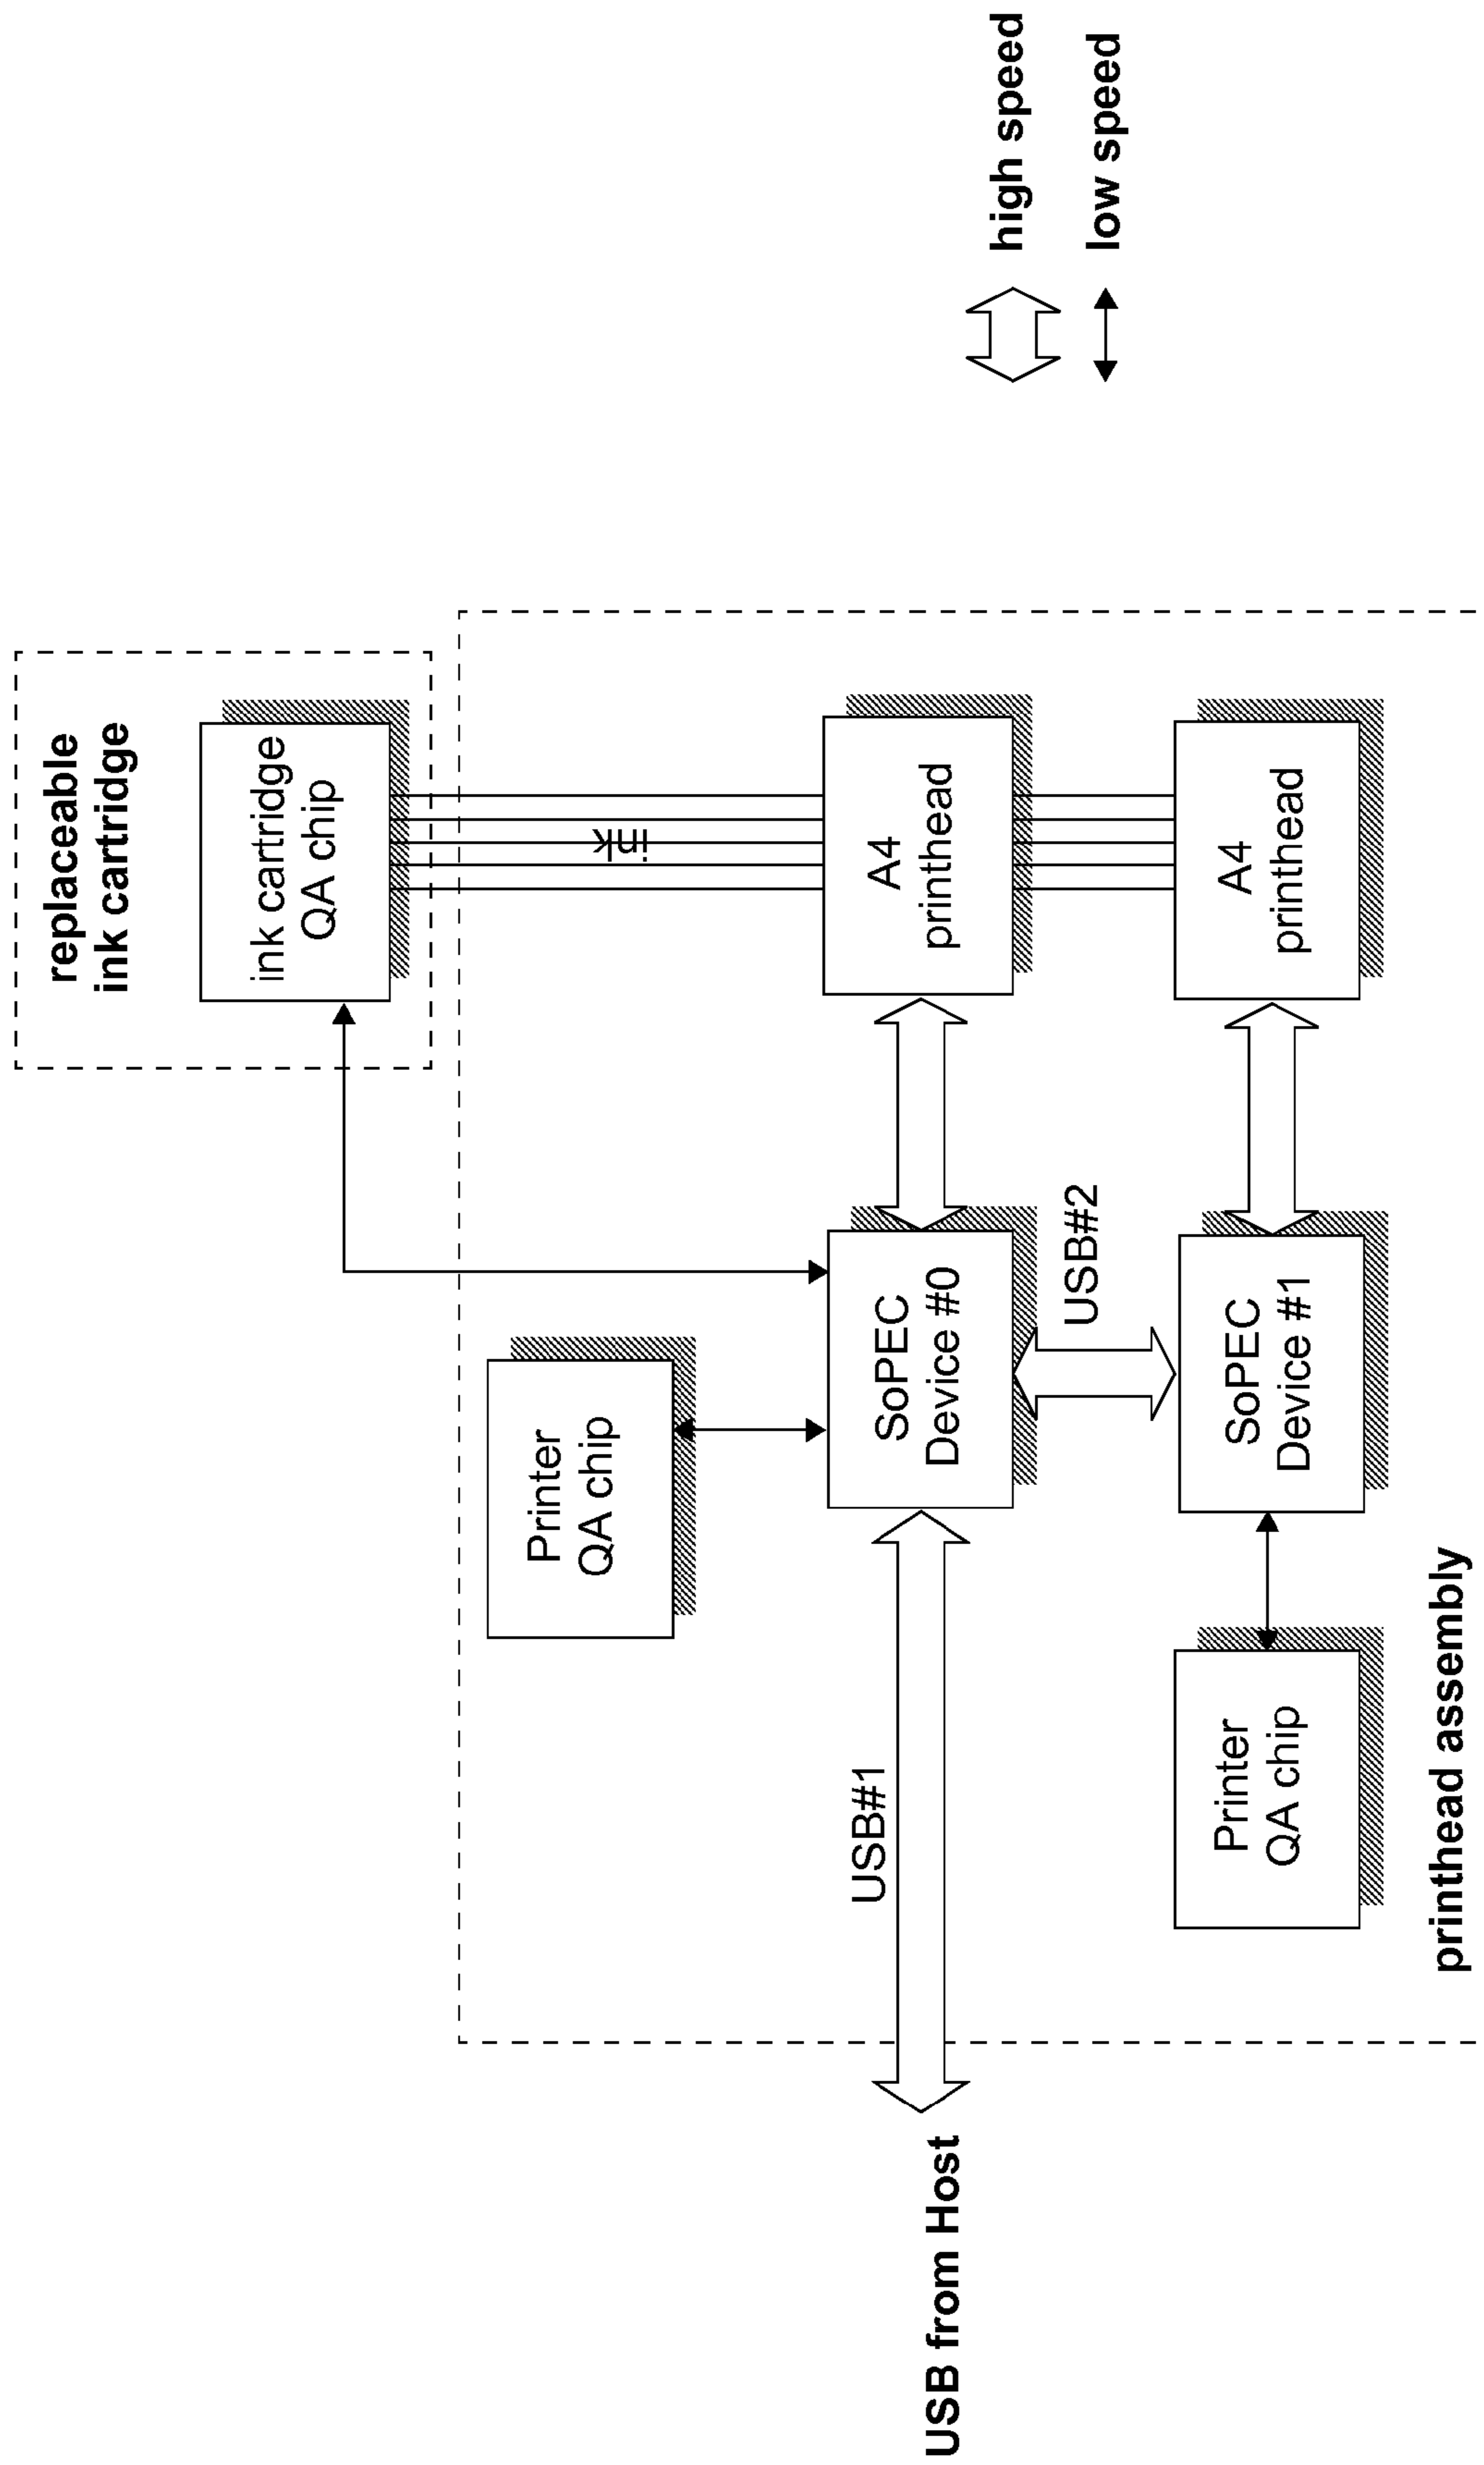 replaceable
ink cartridge
ink cartridge
QA chip
ink
Printer
QA chip
USB from Host
USB#1
SoPEC
Device #0
A4
printhead
high speed
low speed
USB#2
Printer
QA chip
SoPEC
Device #1
A4
printhead
printhead assembly